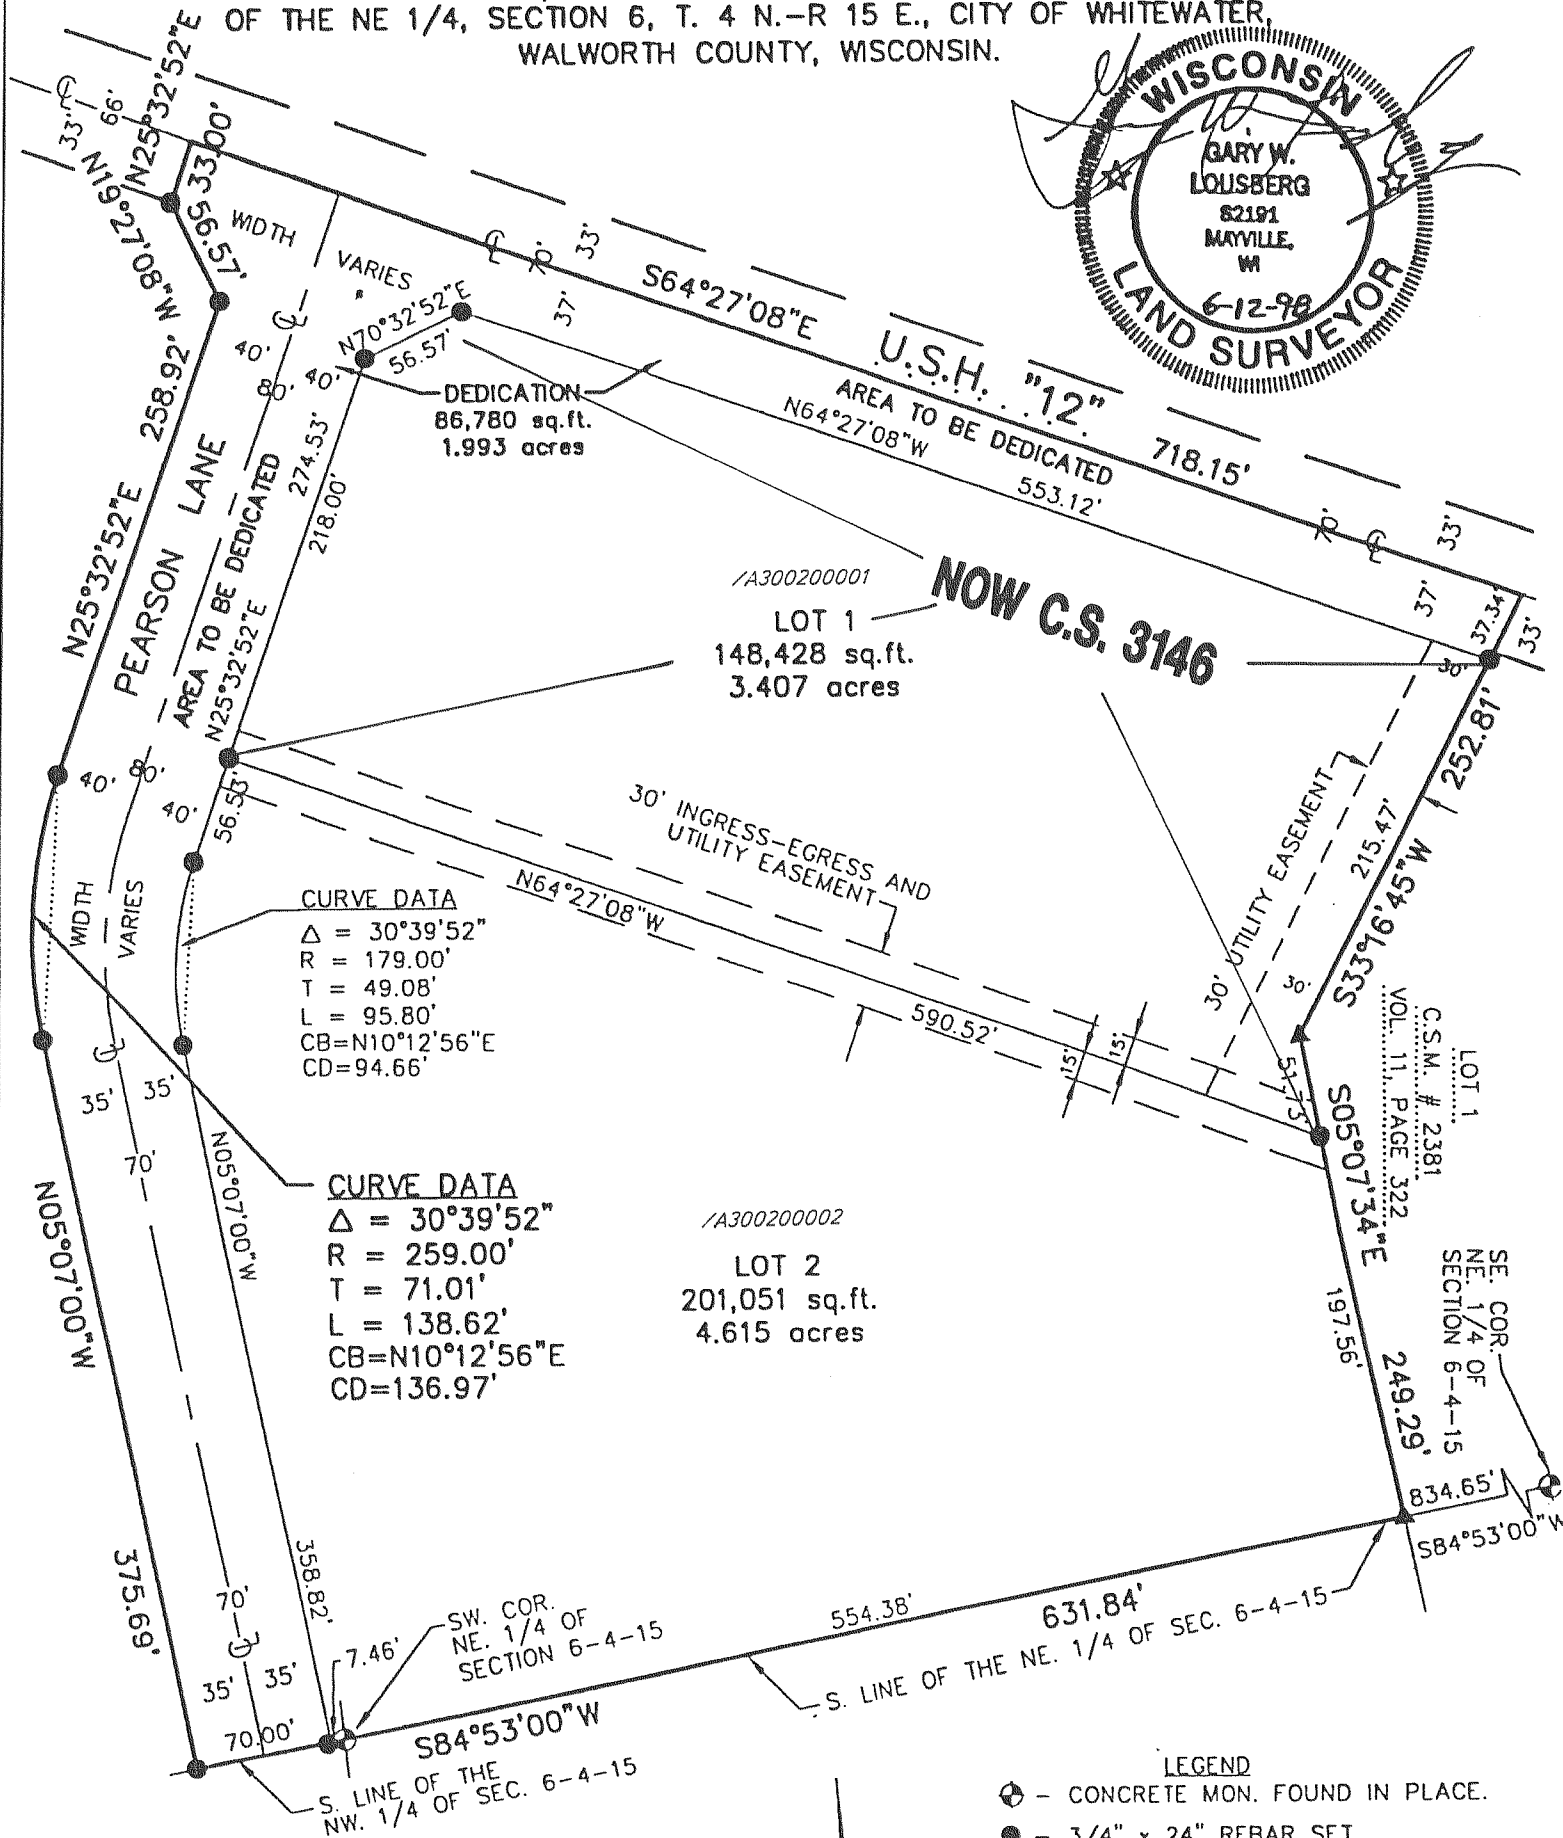 OF THE NE 1/4, SECTION 6, T. 4 N.-R 15 E., CITY OF WHITEWATER,
WALWORTH COUNTY, WISCONSIN.
WISCONSIN
GARY W.
LOUSBERG
S2191
MAYVILLE,
WI
6-12-98
LAND SURVEYOR
N25°32'52"E
N25°32'52"E
33.00'
66'
33'
N19°27'08"W
56.57'
WIDTH
VARIES
33'
70'
37'
S64°27'08"E
U.S.H. "12"
718.15'
AREA TO BE DEDICATED
N64°27'08"W
553.12'
N70°32'52"E
56.57'
DEDICATION
86,780 sq.ft.
1.993 acres
40'
80'
40'
258.92'
N25°32'52"E
PEARSON LANE
AREA TO BE DEDICATED
274.53'
218.00'
N25°32'52"E
/A300200001
LOT 1
148,428 sq.ft.
3.407 acres
NOW C.S. 3146
70'
33'
37'
37.34'
33'
30'
252.81'
215.47'
S33°16'45"W
30' UTILITY EASEMENT
30'
40'
80'
40'
56.53'
30' INGRESS-EGRESS AND
UTILITY EASEMENT
N64°27'08"W
590.52'
15'
15'
51.73'
WIDTH
VARIES
CURVE DATA
Δ = 30°39'52"
R = 179.00'
T = 49.08'
L = 95.80'
CB=N10°12'56"E
CD=94.66'
LOT 1
C.S.M. # 2381
VOL. 11, PAGE 322
S05°07'34"E
197.56'
249.29'
35'
35'
70'
N05°07'00"W
N05°07'00"W
CURVE DATA
Δ = 30°39'52"
R = 259.00'
T = 71.01'
L = 138.62'
CB=N10°12'56"E
CD=136.97'
/A300200002
LOT 2
201,051 sq.ft.
4.615 acres
SE. COR.
NE. 1/4 OF
SECTION 6-4-15
834.65'
S84°53'00"W
375.69'
358.82'
70'
35'
35'
70.00'
7.46'
SW. COR.
NE. 1/4 OF
SECTION 6-4-15
554.38'
631.84'
S. LINE OF THE NE. 1/4 OF SEC. 6-4-15
S84°53'00"W
S. LINE OF THE
NW. 1/4 OF SEC. 6-4-15
LEGEND
- CONCRETE MON. FOUND IN PLACE.
- 3/4" x 24" REBAR SET